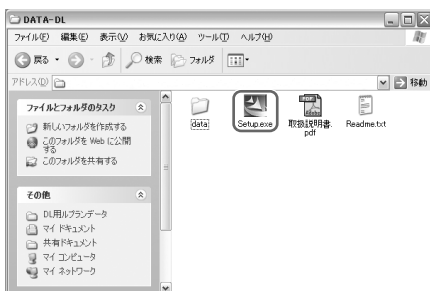 DATA-DL
ファイル(F) 編集(E) 表示(V) お気に入り(A) ツール(T) ヘルプ(H)
戻る 検索 フォルダ
アドレス(D) 移動
ファイルとフォルダのタスク
新しいフォルダを作成する
このフォルダを Web に公開
する
このフォルダを共有する
その他
DL用ルプランデータ
マイ ドキュメント
共有ドキュメント
マイ コンピュータ
マイ ネットワーク
data
Setup.exe
取扱説明書.
pdf
Readme.txt